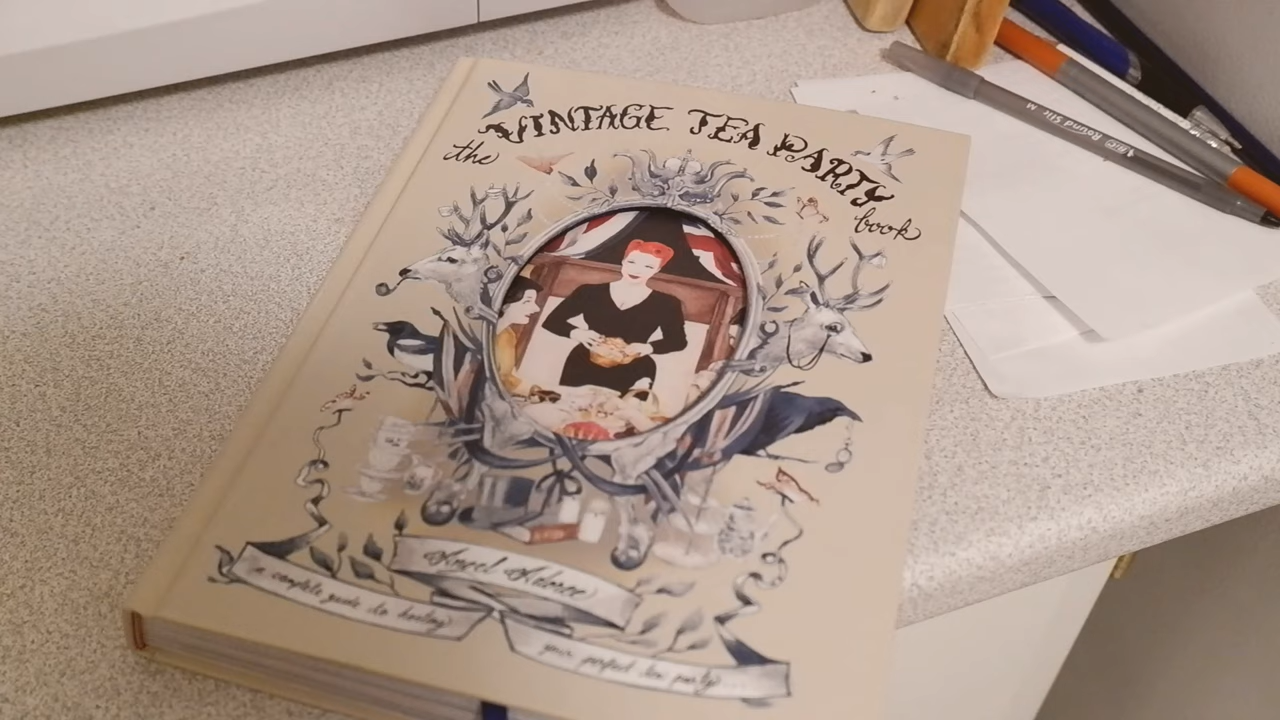 the VINTAGE TEA PARTY book
Angel Adoree
a complete guide to hosting
your perfect tea party
BIC Round Stic M